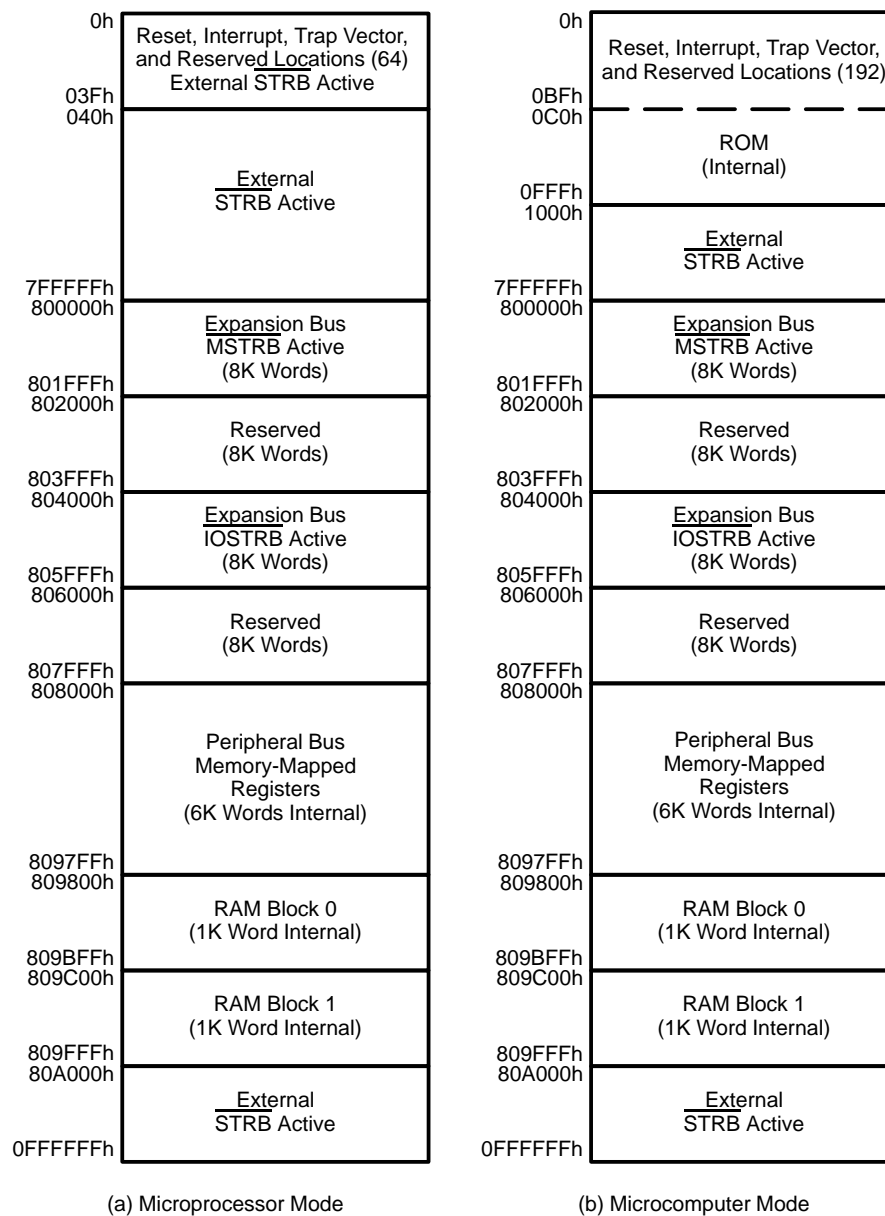 0h
Reset, Interrupt, Trap Vector,
and Reserved Locations (64)
External STRB Active
03Fh
040h
External
STRB Active
7FFFFFh
800000h
Expansion Bus
MSTRB Active
(8K Words)
801FFFh
802000h
Reserved
(8K Words)
803FFFh
804000h
Expansion Bus
IOSTRB Active
(8K Words)
805FFFh
806000h
Reserved
(8K Words)
807FFFh
808000h
Peripheral Bus
Memory-Mapped
Registers
(6K Words Internal)
8097FFh
809800h
RAM Block 0
(1K Word Internal)
809BFFh
809C00h
RAM Block 1
(1K Word Internal)
809FFFh
80A000h
External
STRB Active
0FFFFFFh
(a) Microprocessor Mode
0h
Reset, Interrupt, Trap Vector,
and Reserved Locations (192)
0BFh
0C0h
ROM
(Internal)
0FFFh
1000h
External
STRB Active
7FFFFFh
800000h
Expansion Bus
MSTRB Active
(8K Words)
801FFFh
802000h
Reserved
(8K Words)
803FFFh
804000h
Expansion Bus
IOSTRB Active
(8K Words)
805FFFh
806000h
Reserved
(8K Words)
807FFFh
808000h
Peripheral Bus
Memory-Mapped
Registers
(6K Words Internal)
8097FFh
809800h
RAM Block 0
(1K Word Internal)
809BFFh
809C00h
RAM Block 1
(1K Word Internal)
809FFFh
80A000h
External
STRB Active
0FFFFFFh
(b) Microcomputer Mode